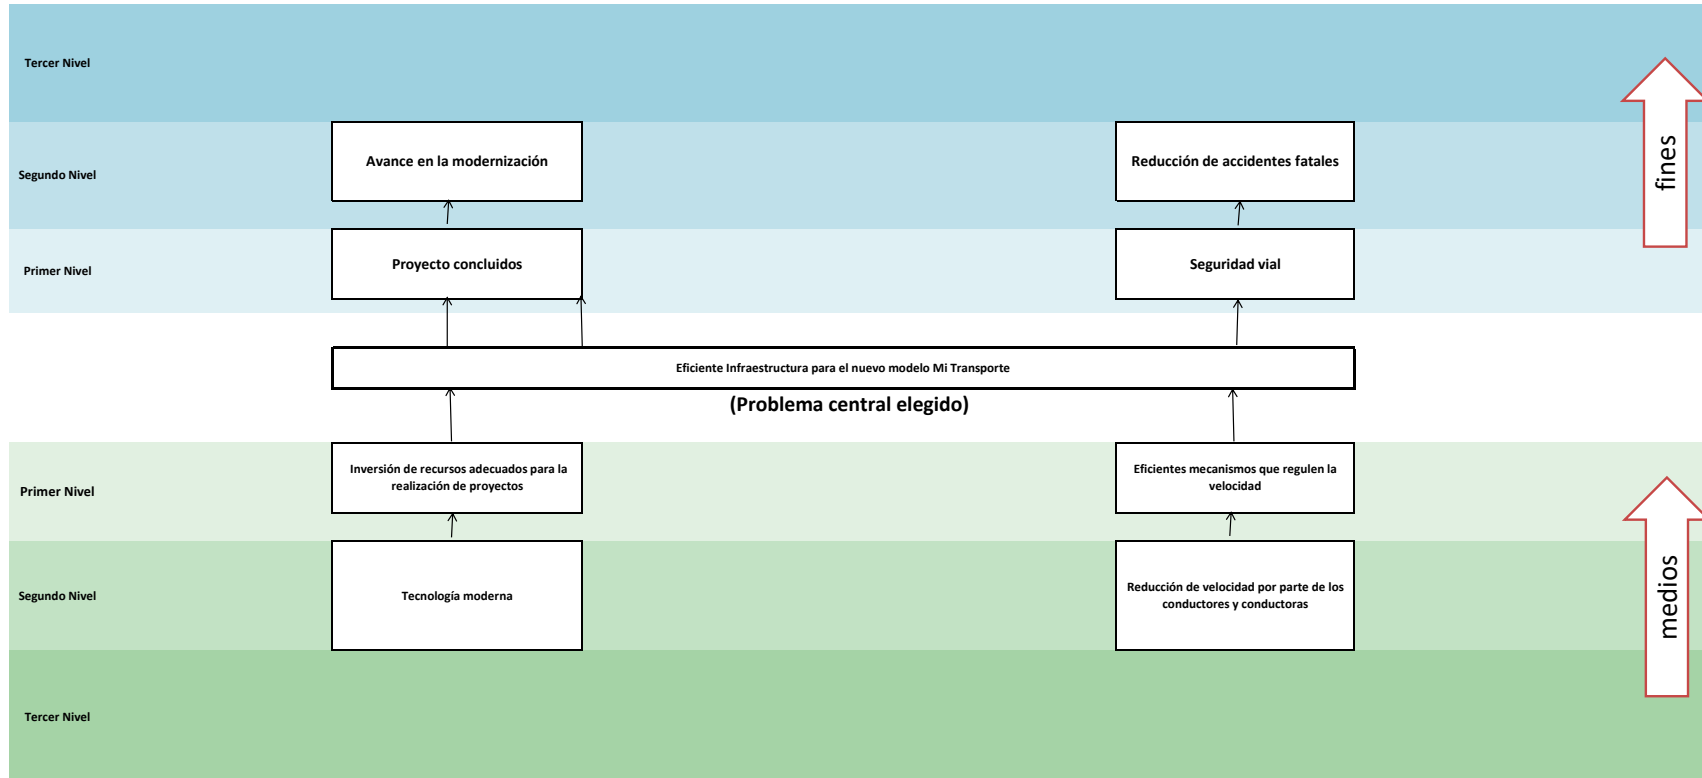 Tercer Nivel
fines
Segundo Nivel
Avance en la modernización
Reducción de accidentes fatales
Primer Nivel
Proyecto concluidos
Seguridad vial
Eficiente Infraestructura para el nuevo modelo Mi Transporte
(Problema central elegido)
Primer Nivel
Inversión de recursos adecuados para la
realización de proyectos
Eficientes mecanismos que regulen la
velocidad
medios
Segundo Nivel
Tecnología moderna
Reducción de velocidad por parte de los
conductores y conductoras
Tercer Nivel